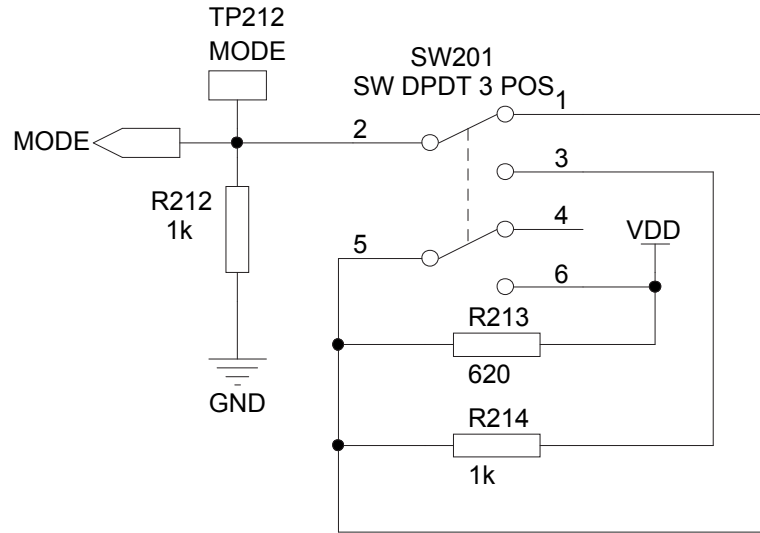 TP212
MODE
SW201
SW DPDT 3 POS
1
MODE
2
3
R212
1k
4
VDD
5
6
R213
620
GND
R214
1k